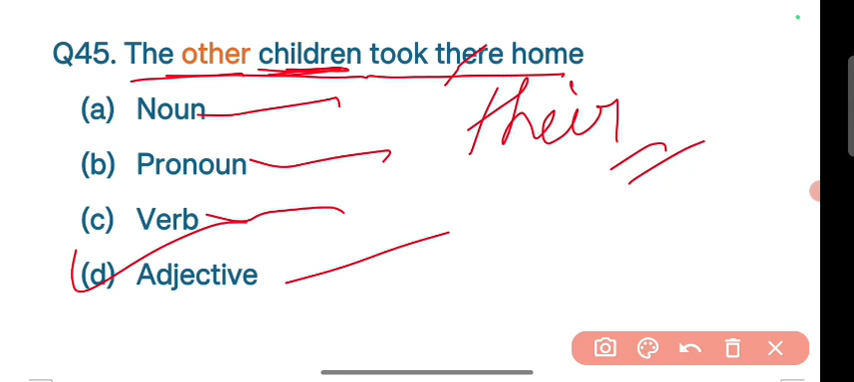 Q45. The other children took there home
their
(a) Noun
(b) Pronoun
(c) Verb
(d) Adjective